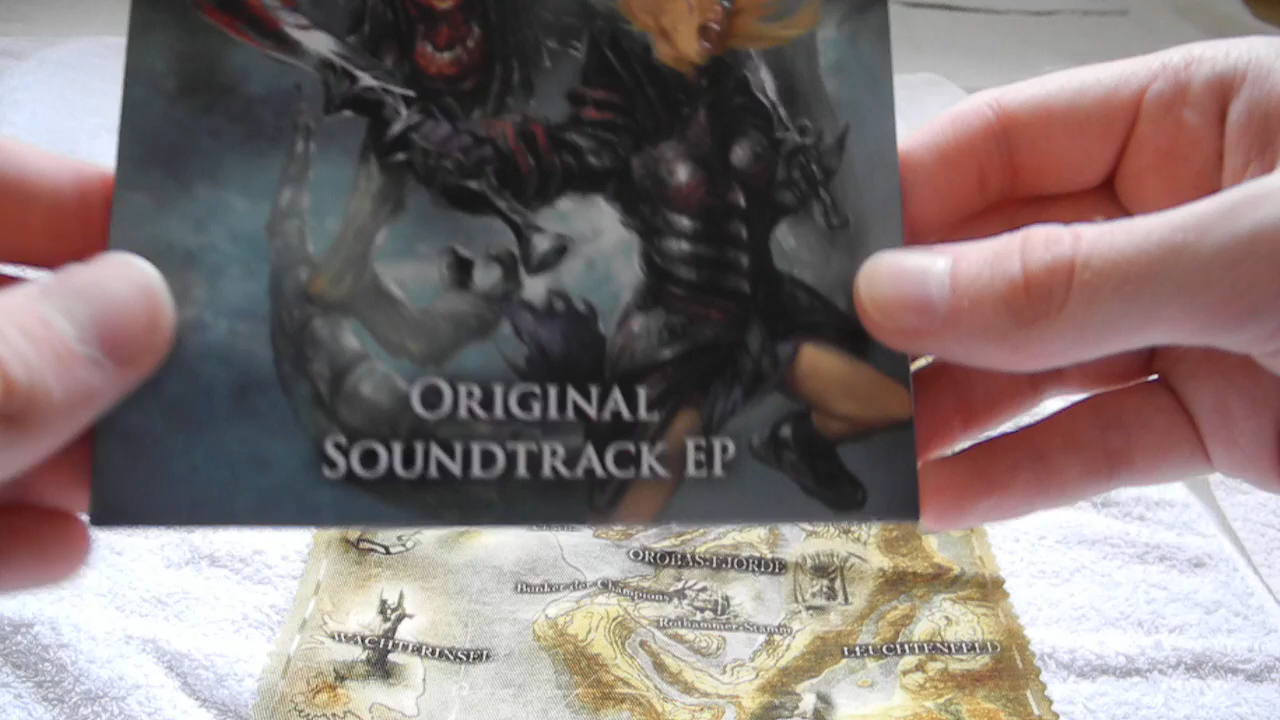 ORIGINAL
SOUNDTRACK EP
OROBAS-FJORDE
Bunker der Champions
Rothammer-Stamm
WÄCHTERINSEL
LEUCHTENFELD